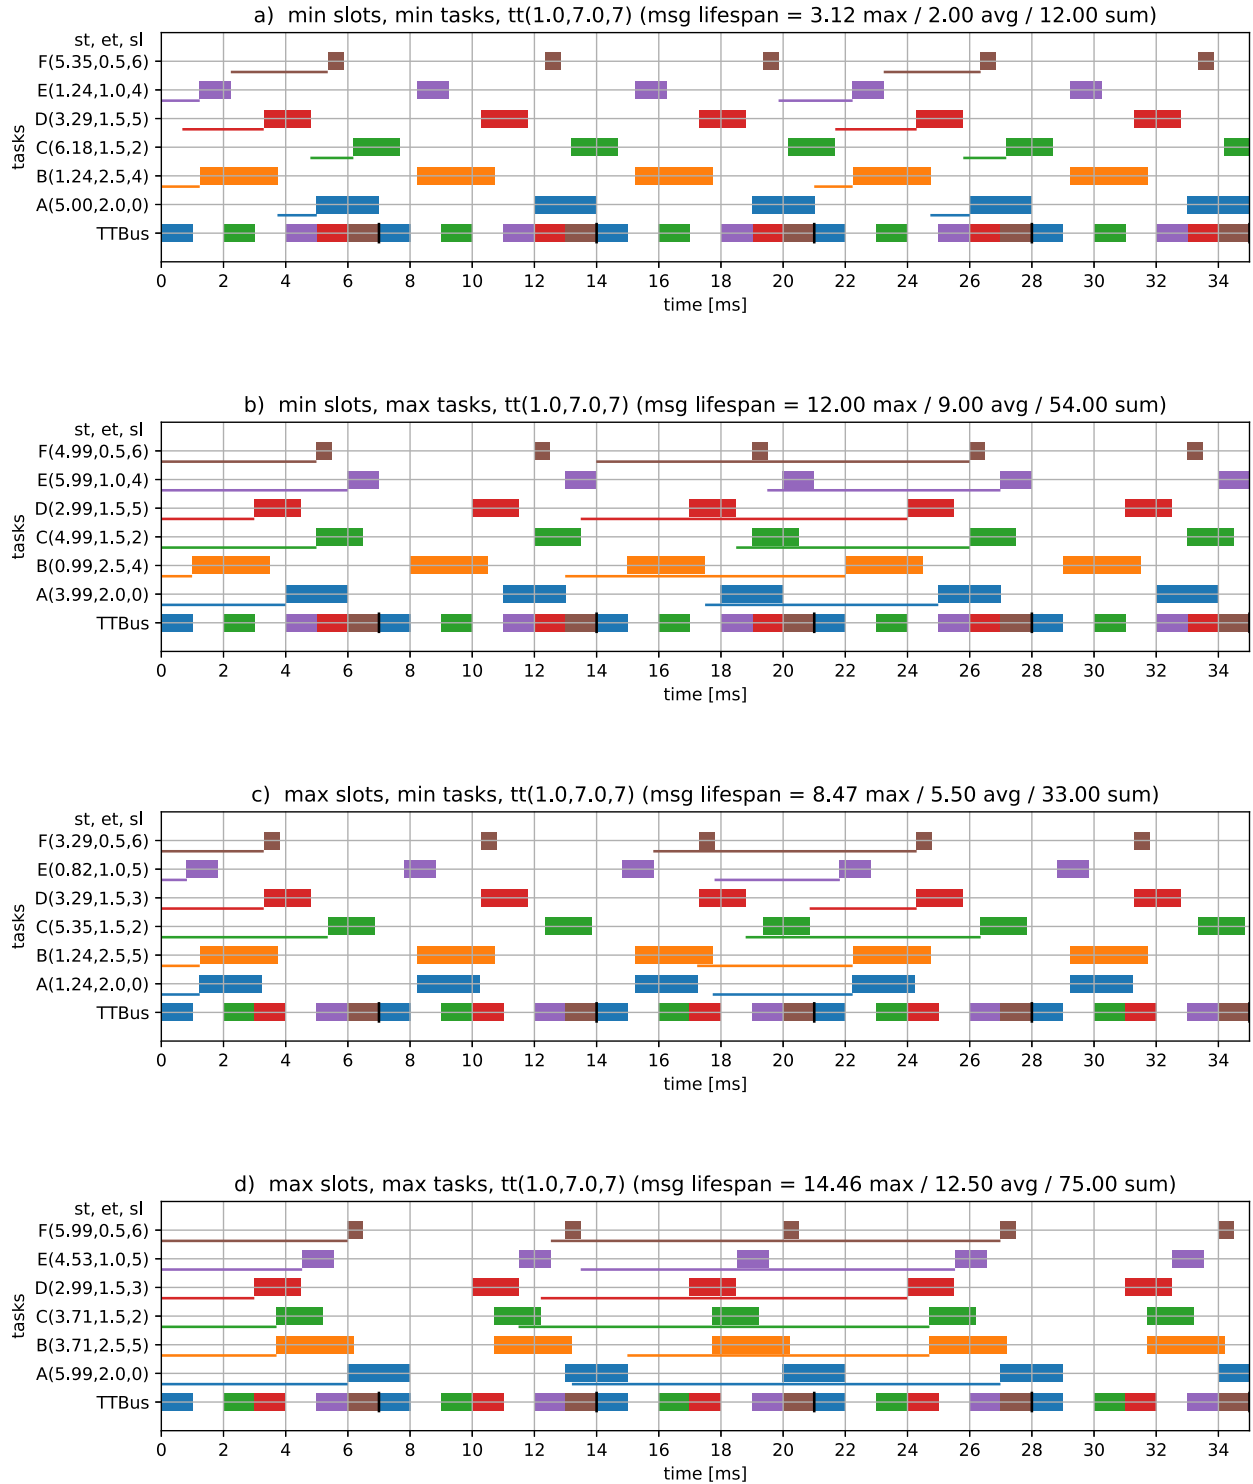 a)  min slots, min tasks, tt(1.0,7.0,7) (msg lifespan = 3.12 max / 2.00 avg / 12.00 sum)
st, et, sl
F(5.35,0.5,6)
E(1.24,1.0,4)
D(3.29,1.5,5)
C(6.18,1.5,2)
B(1.24,2.5,4)
A(5.00,2.0,0)
TTBus
tasks
0 2 4 6 8 10 12 14 16 18 20 22 24 26 28 30 32 34
time [ms]
b)  min slots, max tasks, tt(1.0,7.0,7) (msg lifespan = 12.00 max / 9.00 avg / 54.00 sum)
st, et, sl
F(4.99,0.5,6)
E(5.99,1.0,4)
D(2.99,1.5,5)
C(4.99,1.5,2)
B(0.99,2.5,4)
A(3.99,2.0,0)
TTBus
tasks
0 2 4 6 8 10 12 14 16 18 20 22 24 26 28 30 32 34
time [ms]
c)  max slots, min tasks, tt(1.0,7.0,7) (msg lifespan = 8.47 max / 5.50 avg / 33.00 sum)
st, et, sl
F(3.29,0.5,6)
E(0.82,1.0,5)
D(3.29,1.5,3)
C(5.35,1.5,2)
B(1.24,2.5,5)
A(1.24,2.0,0)
TTBus
tasks
0 2 4 6 8 10 12 14 16 18 20 22 24 26 28 30 32 34
time [ms]
d)  max slots, max tasks, tt(1.0,7.0,7) (msg lifespan = 14.46 max / 12.50 avg / 75.00 sum)
st, et, sl
F(5.99,0.5,6)
E(4.53,1.0,5)
D(2.99,1.5,3)
C(3.71,1.5,2)
B(3.71,2.5,5)
A(5.99,2.0,0)
TTBus
tasks
0 2 4 6 8 10 12 14 16 18 20 22 24 26 28 30 32 34
time [ms]